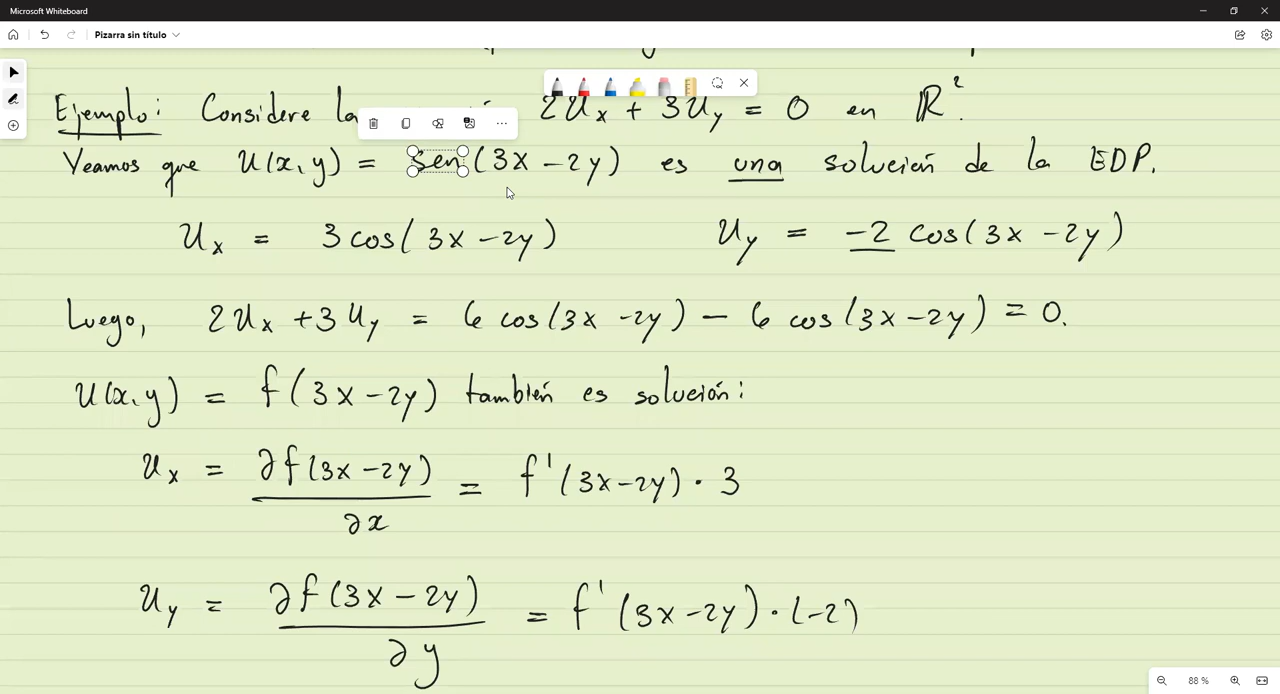 Microsoft Whiteboard
Pizarra sin título
Ejemplo: Considere la 2Ux + 3Uy = 0 en ℝ².
Veamos que U(x,y) = sen(3x - 2y) es una solución de la EDP.
Ux = 3 cos(3x - 2y) Uy = -2 cos(3x - 2y)
Luego, 2Ux + 3Uy = 6 cos(3x - 2y) - 6 cos(3x - 2y) = 0.
U(x,y) = f(3x - 2y) también es solución:
Ux = ∂f(3x - 2y)/∂x = f'(3x - 2y) · 3
Uy = ∂f(3x - 2y)/∂y = f'(3x - 2y) · (-2)
88 %